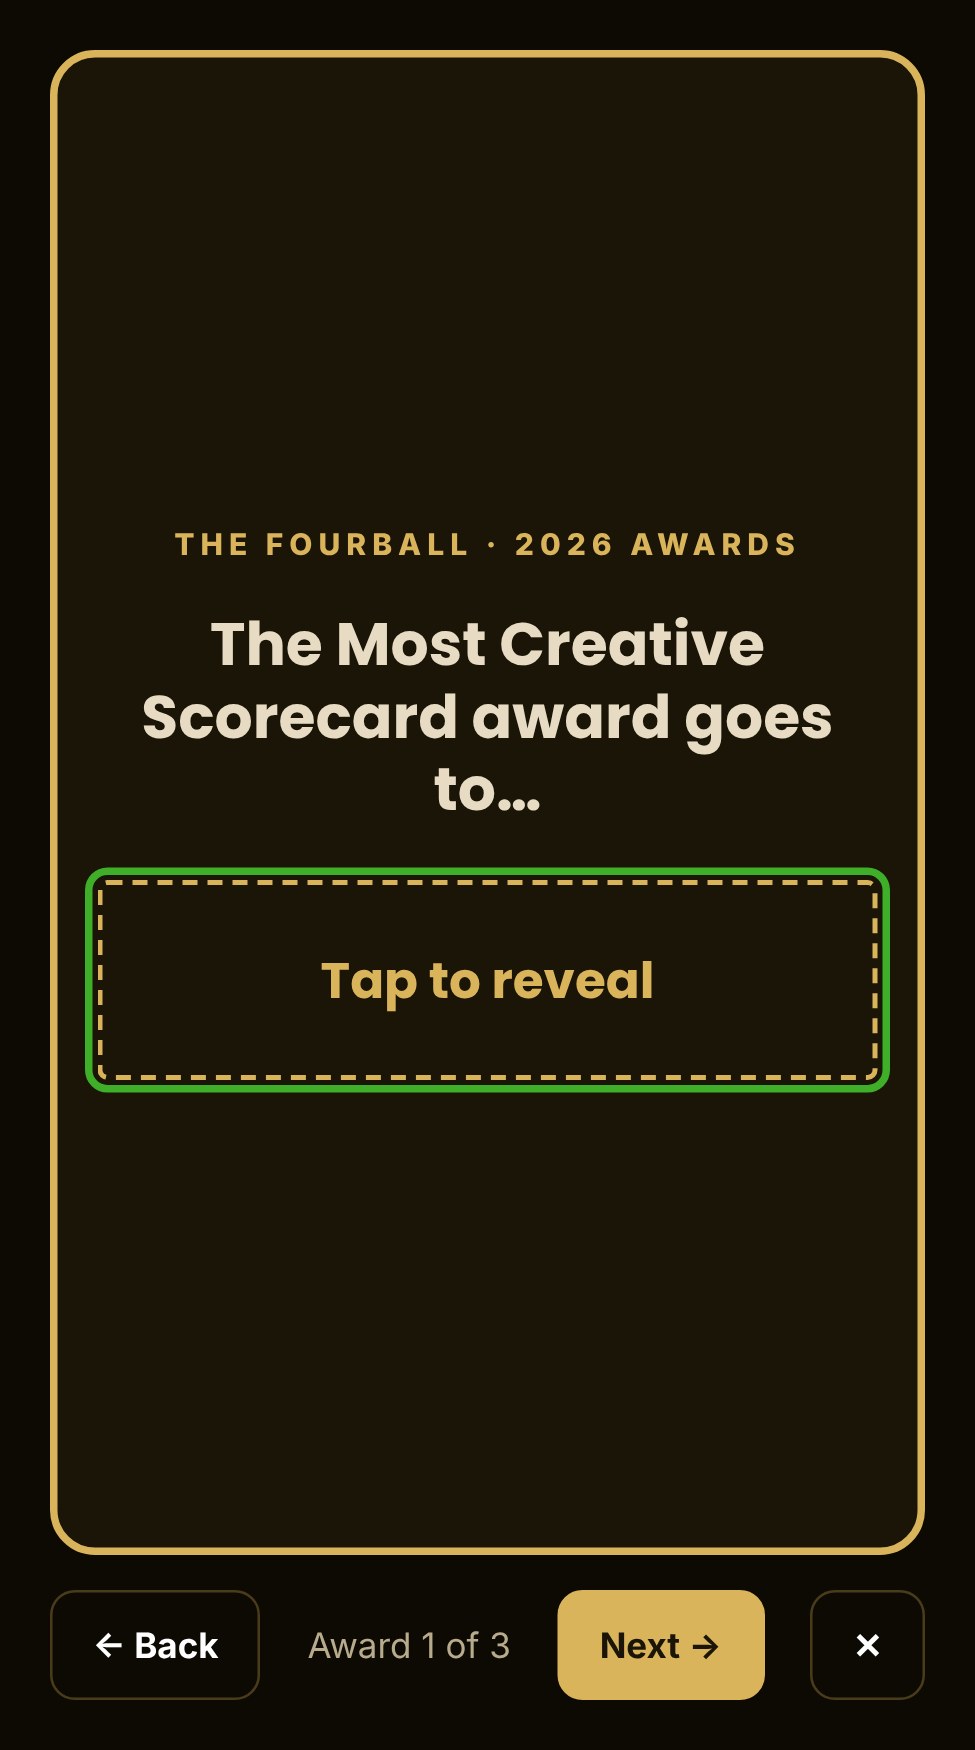 THE FOURBALL · 2026 AWARDS
The Most Creative
Scorecard award goes
to…
Tap to reveal
← Back
Award 1 of 3
Next →
✕